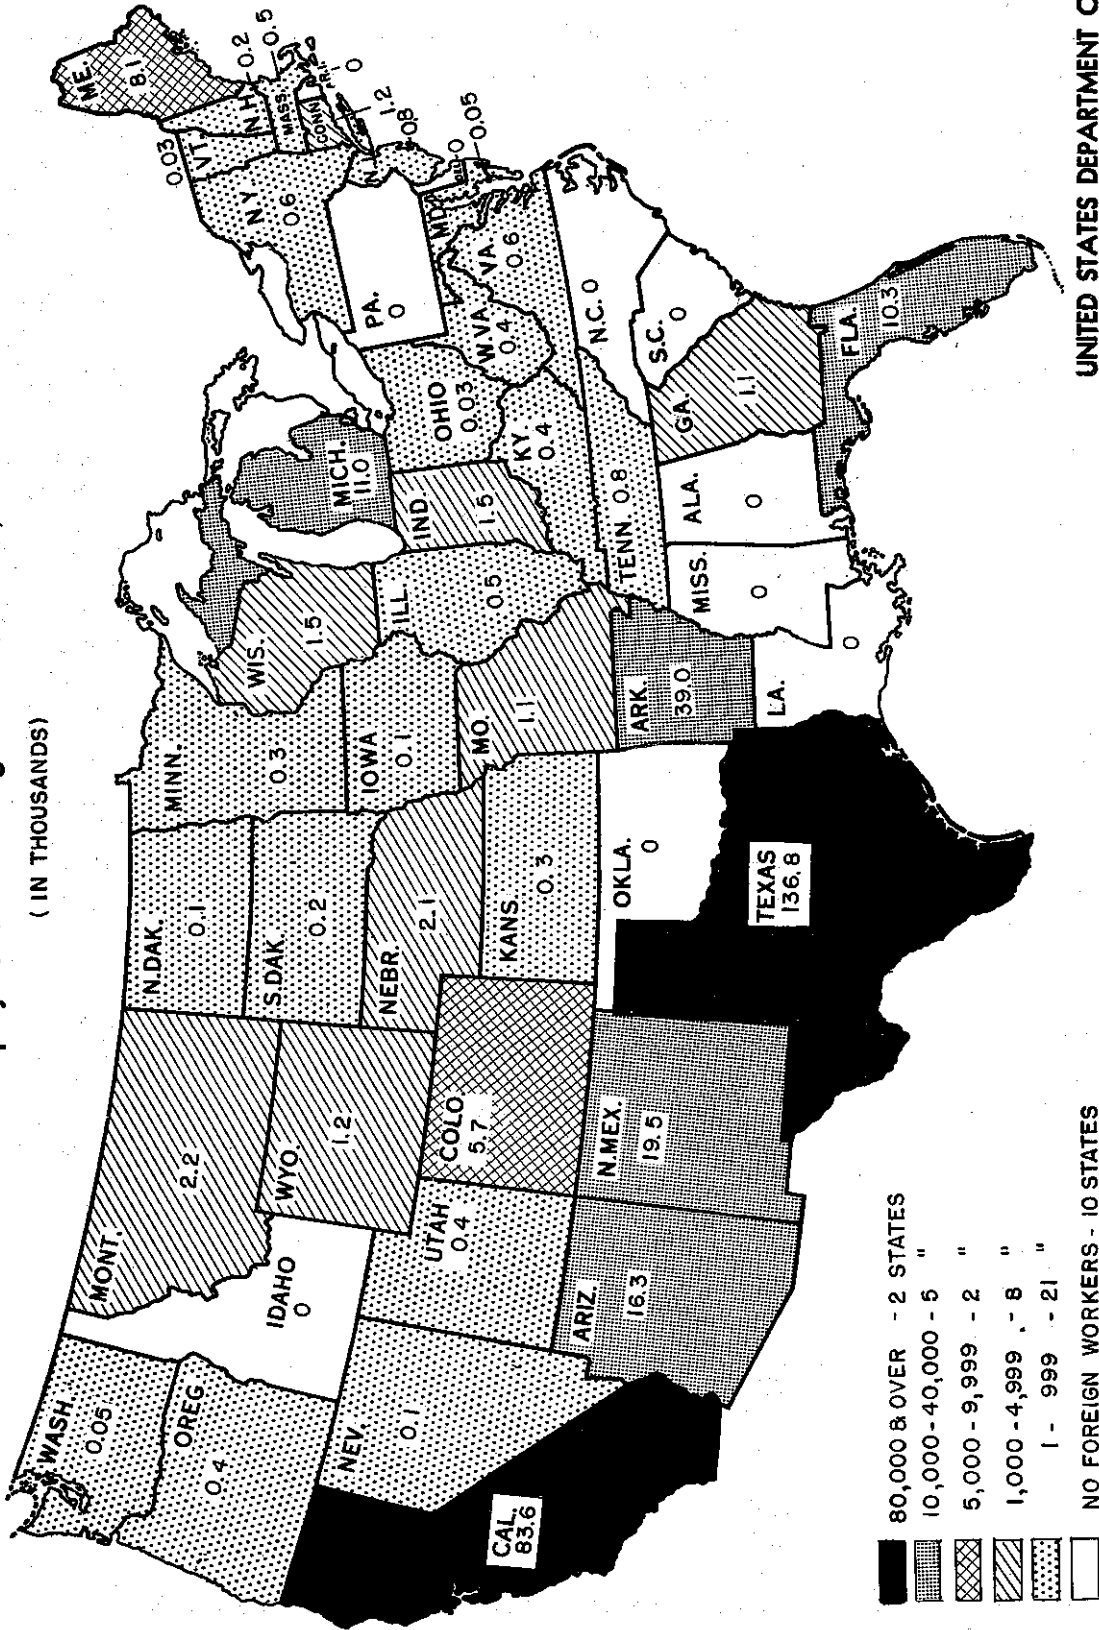 (IN THOUSANDS)
WASH.
0.05
OREG.
0.4
CAL.
83.6
NEV.
0.1
IDAHO
0
MONT.
2.2
WYO.
1.2
UTAH
0.4
ARIZ.
16.3
COLO.
5.7
N.MEX.
19.5
N.DAK.
0.1
S.DAK.
0.2
NEBR.
2.1
KANS.
0.3
OKLA.
0
TEXAS
136.8
MINN.
0.3
IOWA
0.1
MO.
1.1
ARK.
39.0
LA.
0
WIS.
1.5
ILL.
0.5
MICH.
11.0
IND
1.5
OHIO
0.03
KY.
0.4
TENN. 0.8
MISS.
0
ALA.
0
GA.
1.1
FLA.
10.3
S.C.
0
N.C. 0
VA.
0.6
W.VA.
0.4
PA.
0
NY
0.6
VT.
0.03
N H
0.2
ME.
8.1
MASS.
0.5
CONN.
1.2
R.I.
0
0.8
MD.
0.05
0
80,000 & OVER - 2 STATES
10,000 - 40,000 - 5 "
5,000 - 9,999 - 2 "
1,000 - 4,999 - 8 "
1 - 999 - 21 "
NO FOREIGN WORKERS - 10 STATES
UNITED STATES DEPARTMENT